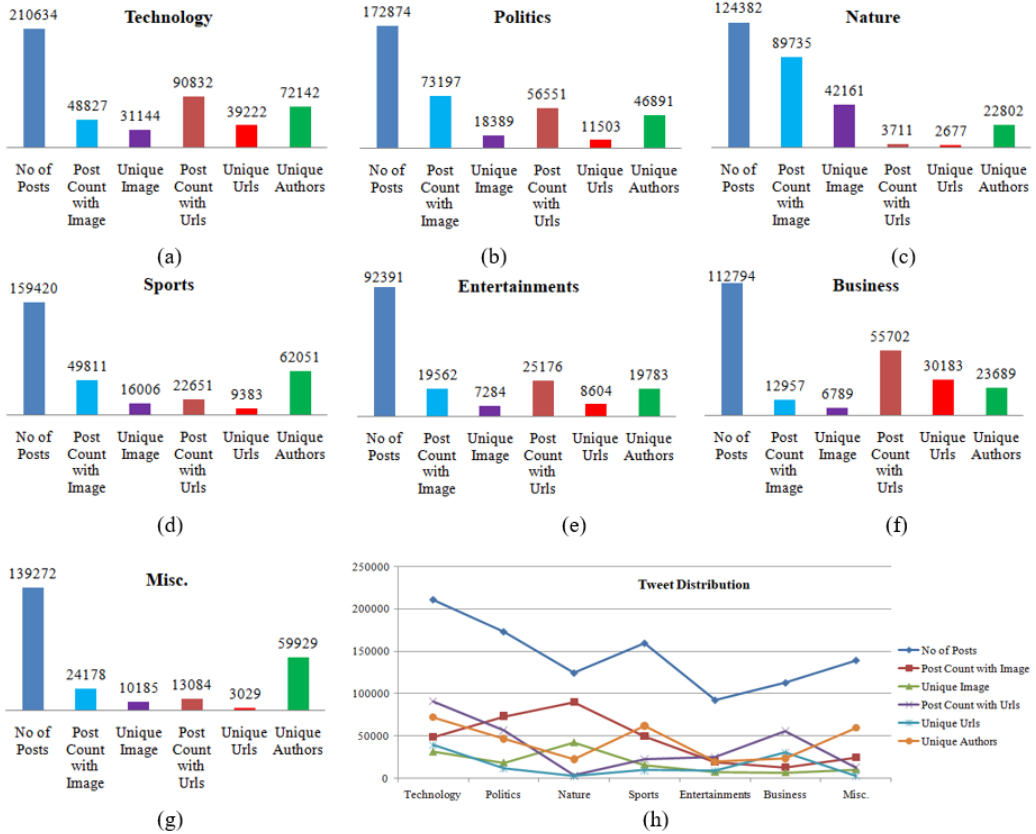 210634
Technology
90832
72142
48827
39222
31144
No of Posts
Post Count with Image
Unique Image
Post Count with Urls
Unique Urls
Unique Authors
(a)
172874
Politics
73197
56551
46891
18389
11503
No of Posts
Post Count with Image
Unique Image
Post Count with Urls
Unique Urls
Unique Authors
(b)
124382
Nature
89735
42161
22802
3711
2677
No of Posts
Post Count with Image
Unique Image
Post Count with Urls
Unique Urls
Unique Authors
(c)
159420
Sports
62051
49811
22651
16006
9383
No of Posts
Post Count with Image
Unique Image
Post Count with Urls
Unique Urls
Unique Authors
(d)
92391
Entertainments
25176
19562
19783
7284
8604
No of Posts
Post Count with Image
Unique Image
Post Count with Urls
Unique Urls
Unique Authors
(e)
112794
Business
55702
30183
23689
12957
6789
No of Posts
Post Count with Image
Unique Image
Post Count with Urls
Unique Urls
Unique Authors
(f)
139272
Misc.
59929
24178
13084
10185
3029
No of Posts
Post Count with Image
Unique Image
Post Count with Urls
Unique Urls
Unique Authors
(g)
Tweet Distribution
250000
200000
150000
100000
50000
0
Technology Politics Nature Sports Entertainments Business Misc.
No of Posts
Post Count with Image
Unique Image
Post Count with Urls
Unique Urls
Unique Authors
(h)